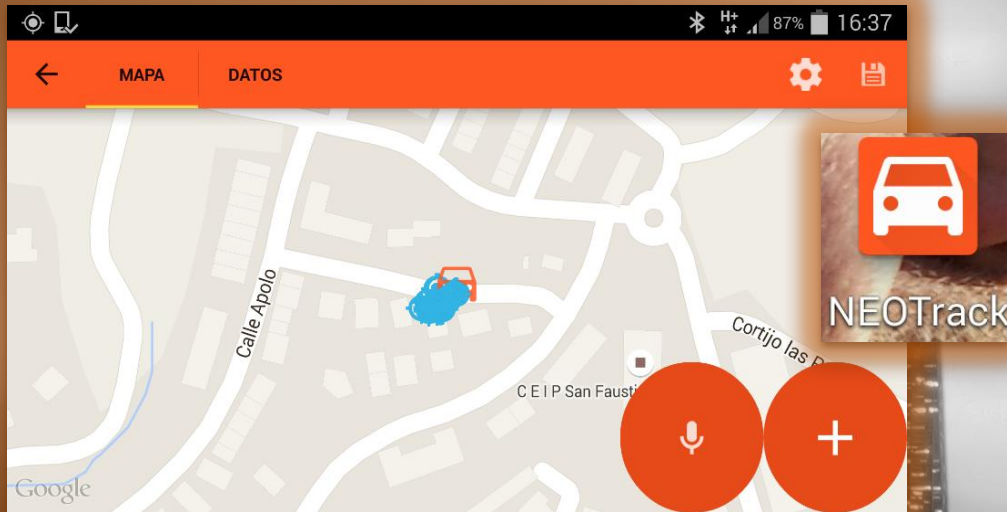 H+ 87% 16:37
MAPA DATOS
NEOTrack
Calle Apolo
Cortijo las
C E I P San Fausti
Google